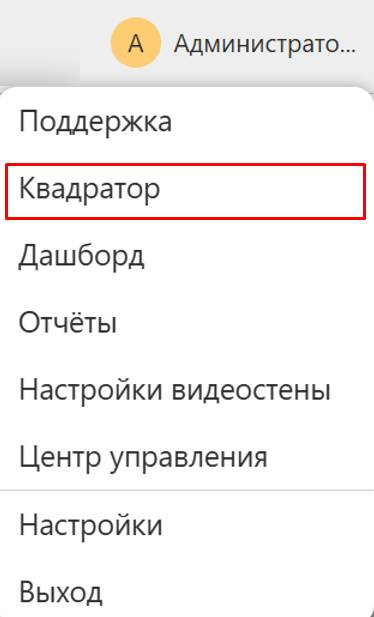 А Администрато...
Поддержка
Квадратор
Дашборд
Отчёты
Настройки видеостены
Центр управления
Настройки
Выход